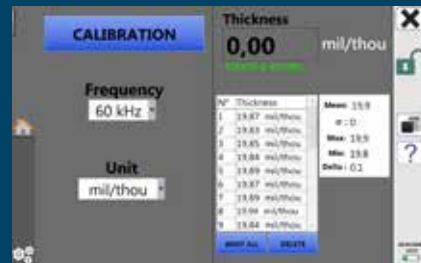 CALIBRATION
Frequency
60 kHz
Unit
mil/thou
Thickness
0,00 mil/thou
N° Thickness
1 19,87 mil/thou
2 19,83 mil/thou
3 19,85 mil/thou
4 19,84 mil/thou
5 19,89 mil/thou
6 19,87 mil/thou
7 19,89 mil/thou
8 19,94 mil/thou
9 19,84 mil/thou
Mean: 19,9
σ : 0
Max: 19,9
Min: 19,8
Delta : 0,1
?
ALL DELETE